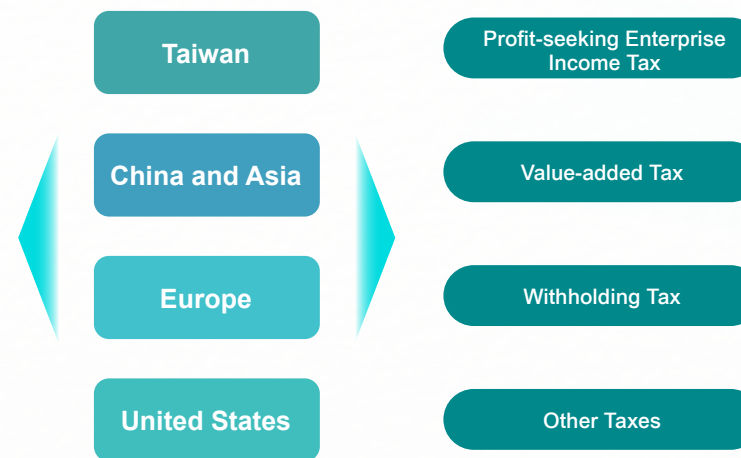 Taiwan
Profit-seeking Enterprise
Income Tax
China and Asia
Value-added Tax
Europe
Withholding Tax
United States
Other Taxes